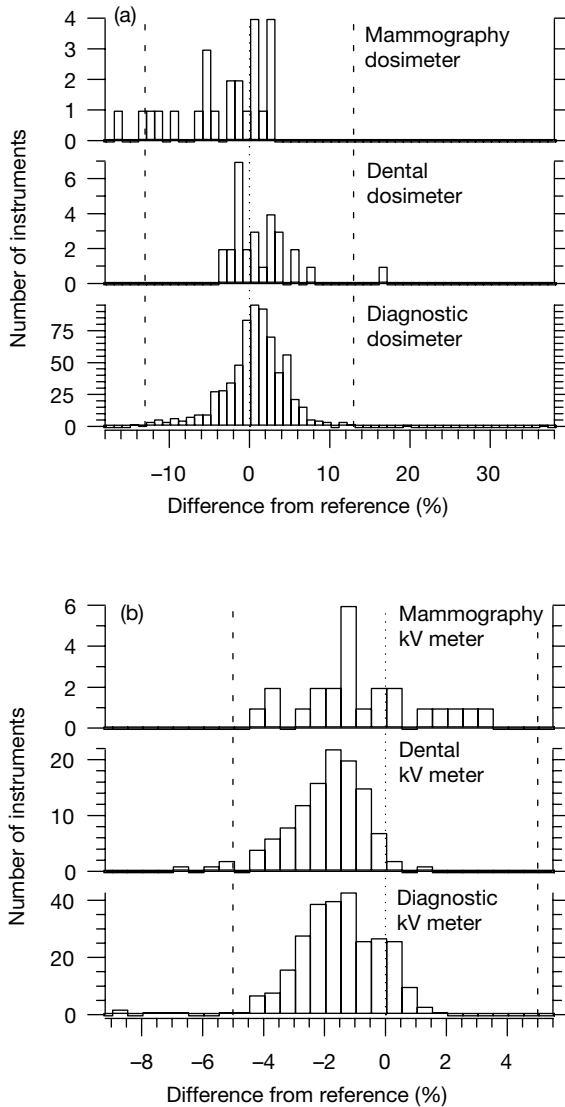 (a)
4
3
2
1
0
Mammography
dosimeter
6
4
2
0
Dental
dosimeter
75
50
25
0
Diagnostic
dosimeter
Number of instruments
−10 0 10 20 30
Difference from reference (%)
(b)
6
4
2
0
Mammography
kV meter
20
10
0
Dental
kV meter
40
20
0
Diagnostic
kV meter
Number of instruments
−8 −6 −4 −2 0 2 4
Difference from reference (%)